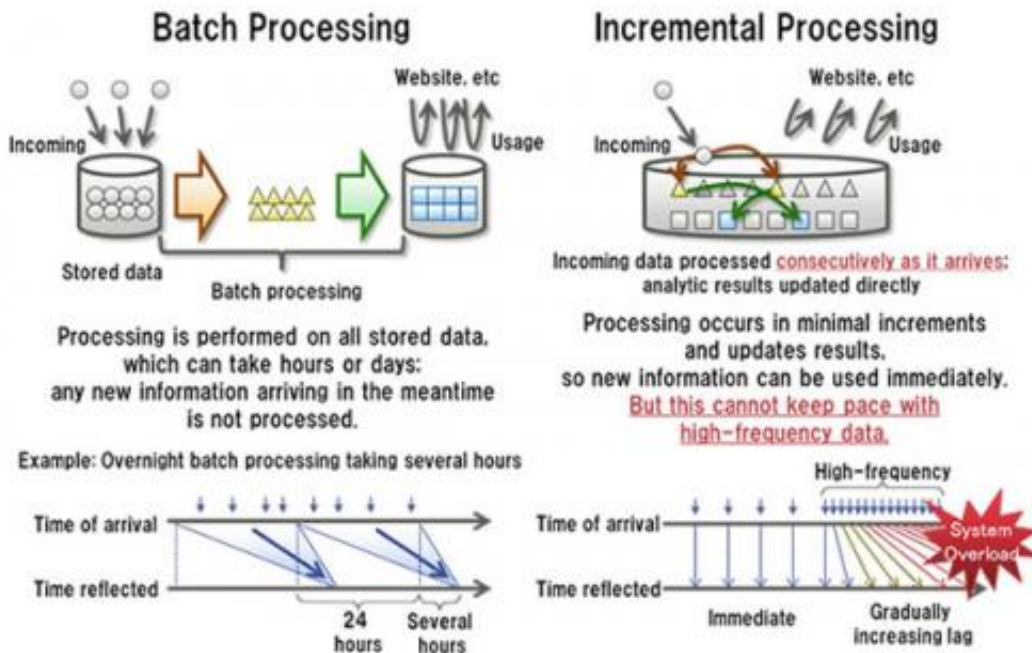 Batch Processing
Website, etc
Incoming
Usage
Stored data
Batch processing
Processing is performed on all stored data,
which can take hours or days:
any new information arriving in the meantime
is not processed.
Example: Overnight batch processing taking several hours
Time of arrival
Time reflected
24
hours
Several
hours
Incremental Processing
Website, etc
Incoming
Usage
Incoming data processed consecutively as it arrives:
analytic results updated directly
Processing occurs in minimal increments
and updates results,
so new information can be used immediately.
But this cannot keep pace with
high-frequency data.
High-frequency
Time of arrival
System
Overload
Time reflected
Immediate
Gradually
increasing lag